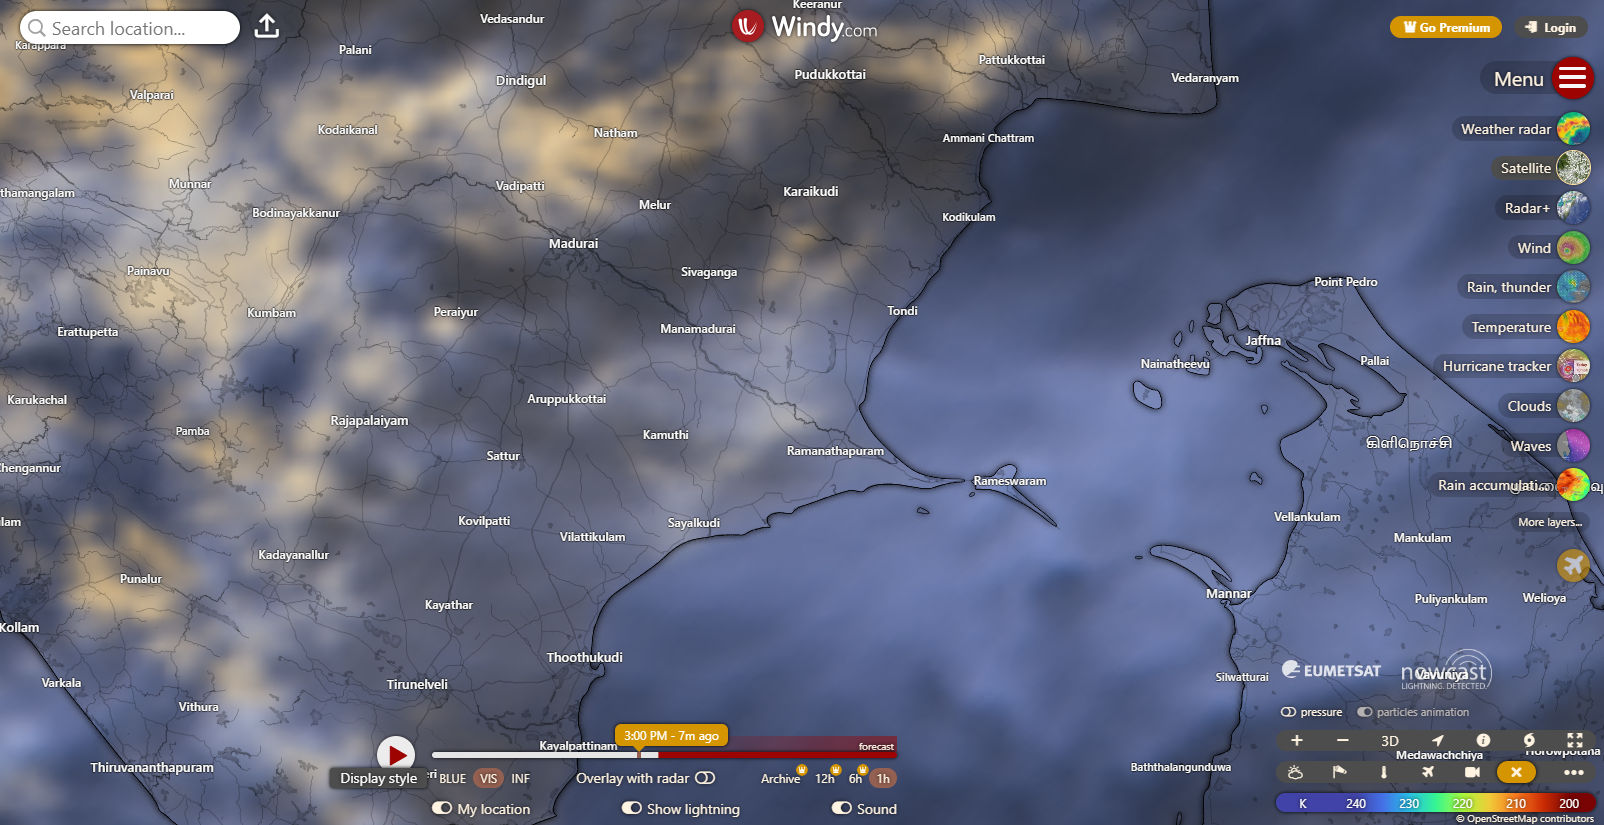 Search location...
Windy.com
Go Premium
Login
Menu
Weather radar
Satellite
Radar+
Wind
Rain, thunder
Temperature
Hurricane tracker
Clouds
Waves
Rain accumulati...
More layers...
Keeranur
Vedasandur
Karappara
Palani
Pattukkottai
Pudukkottai
Vedaranyam
Dindigul
Valparai
Kodaikanal
Natham
Ammani Chattram
Munnar
Vadipatti
Karaikudi
thamangalam
Melur
Bodinayakkanur
Kodikulam
Madurai
Painavu
Sivaganga
Point Pedro
Kumbam
Peraiyur
Tondi
Erattupetta
Manamadurai
Jaffna
Nainatheevu
Pallai
Karukachal
Aruppukkottai
Rajapalaiyam
Pamba
Kamuthi
கிளிநொச்சி
Ramanathapuram
Sattur
Chengannur
Rameswaram
Kovilpatti
Sayalkudi
Vellankulam
lam
Vilattikulam
Mankulam
Kadayanallur
Punalur
Mannar
Puliyankulam
Welioya
Kayathar
Kollam
Thoothukudi
Silwatturai
Vavuniya
Varkala
Tirunelveli
Vithura
Kayalpattinam
Thiruvananthapuram
Baththalangunduwa
Medawachchiya
Horowpotana
EUMETSAT
nowcast
LIGHTNING. DETECTED.
pressure
particles animation
3:00 PM - 7m ago
forecast
Display style
eri
BLUE
VIS
INF
Overlay with radar
Archive
12h
6h
1h
My location
Show lightning
Sound
3D
K 240 230 220 210 200
© OpenStreetMap contributors